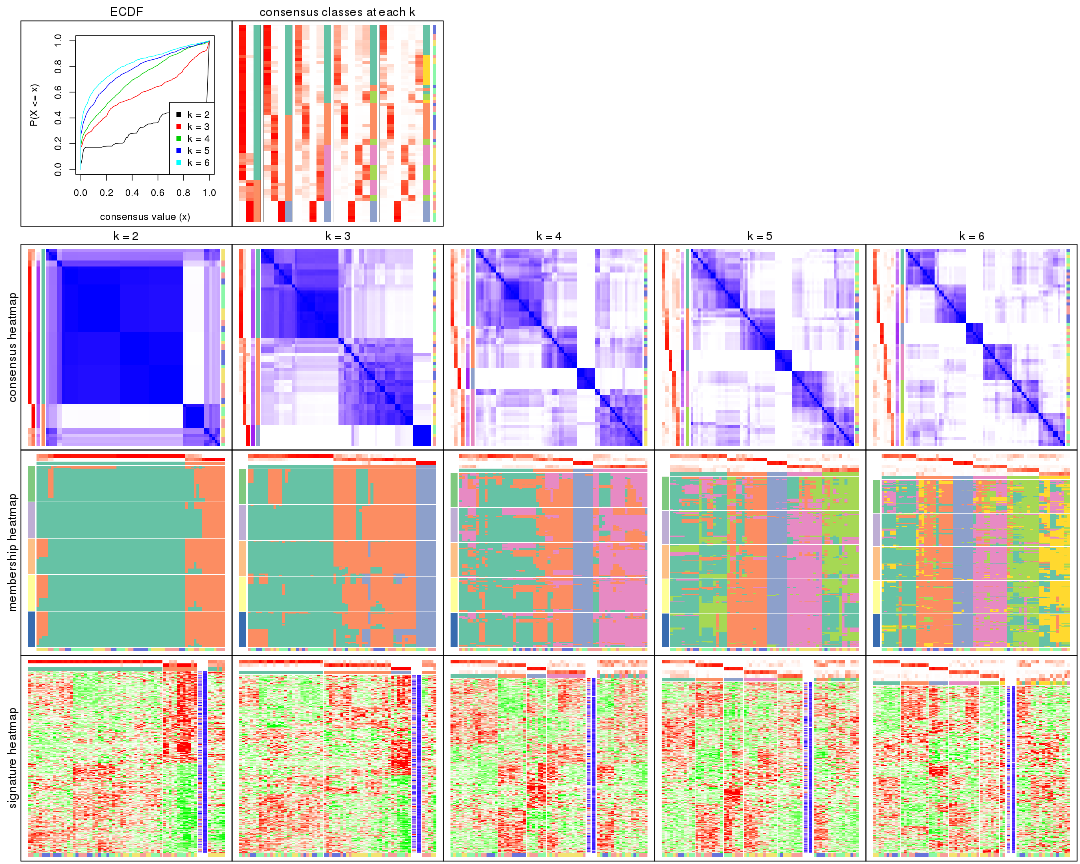 ECDF
consensus classes at each k
P(X <= x)
0.0 0.2 0.4 0.6 0.8 1.0
k = 2
k = 3
k = 4
k = 5
k = 6
0.0 0.2 0.4 0.6 0.8 1.0
consensus value (x)
k = 2 k = 3 k = 4 k = 5 k = 6
consensus heatmap
membership heatmap
signature heatmap